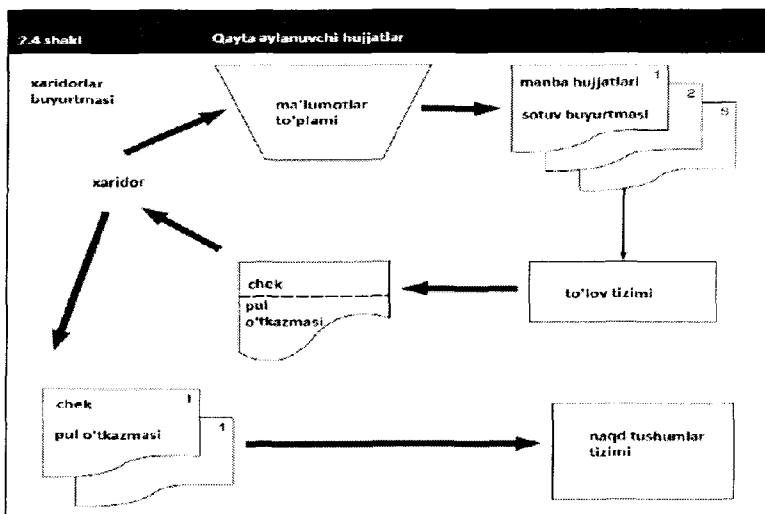 2.4 shakl Qayta aylanuvchi hujjatlar
xaridorlar
buyurtmasi
ma'lumotlar
to'plami
manba hujjatlari 1
sotuv buyurtmasi
2
S
xaridor
chek
pul
o'tkazmasi
to'lov tizimi
chek 1
pul o'tkazmasi
1
naqd tushumlar
tizimi